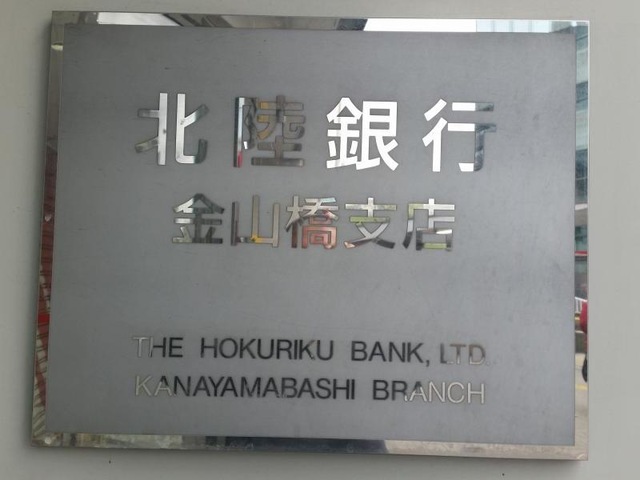 北陸銀行
金山橋支店
THE HOKURIKU BANK, LTD.
KANAYAMABASHI BRANCH